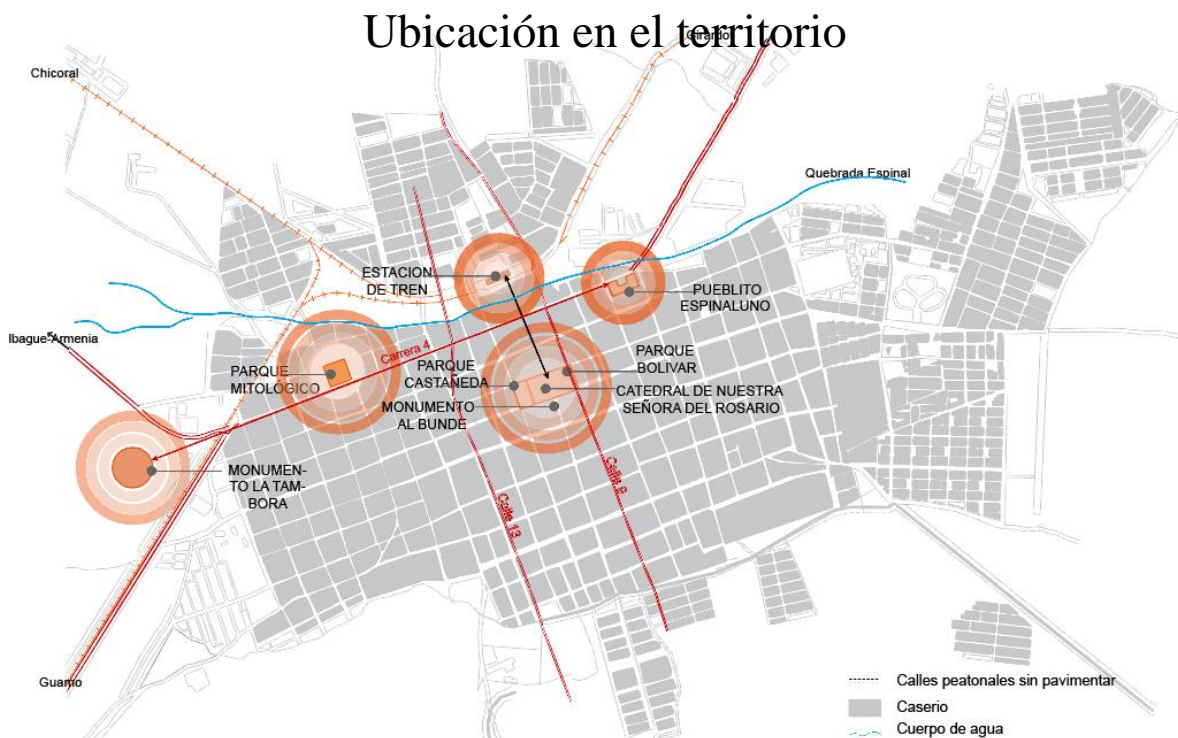 Ubicación en el territorio
Girardot
Chicoral
Quebrada Espinal
ESTACION
DE TREN
PUEBLITO
ESPINALUNO
Ibague-Armenia
Carrera 4
PARQUE
MITOLÓGICO
PARQUE
CASTAÑEDA
PARQUE
BOLIVAR
MONUMENTO
AL BUNDE
CATEDRAL DE NUESTRA
SEÑORA DEL ROSARIO
MONUMEN-
TO LA TAM-
BORA
Calle 13
Calle 9
Guamo
Calles peatonales sin pavimentar
Caserio
Cuerpo de agua